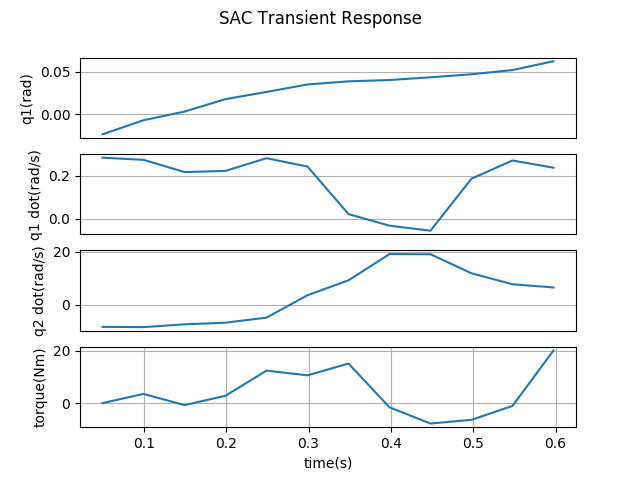 SAC Transient Response
q1(rad)
0.05
0.00
q1 dot(rad/s)
0.2
0.0
q2 dot(rad/s)
20
0
torque(Nm)
20
0
0.1 0.2 0.3 0.4 0.5 0.6
time(s)